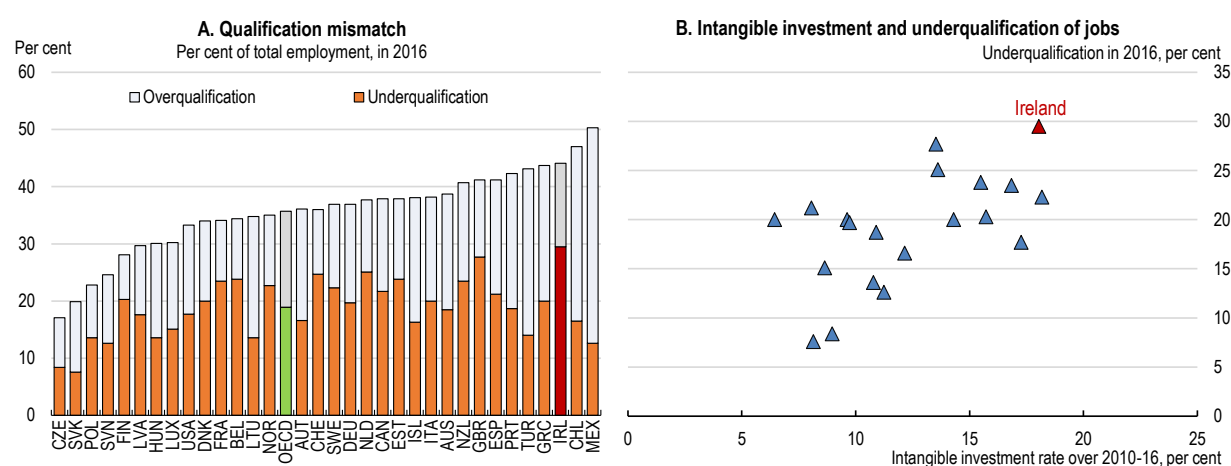 A. Qualification mismatch
Per cent of total employment, in 2016
Per cent
60
50
40
30
20
10
0
Overqualification
Underqualification
CZE
SVK
POL
SVN
FIN
LVA
HUN
LUX
USA
DNK
FRA
BEL
LTU
NOR
OECD
AUT
CHE
SWE
DEU
NLD
CAN
EST
ISL
ITA
AUS
NZL
GBR
ESP
PRT
TUR
GRC
IRL
CHL
MEX
B. Intangible investment and underqualification of jobs
Underqualification in 2016, per cent
35
30
25
20
15
10
5
0
Ireland
0
5
10
15
20
25
Intangible investment rate over 2010-16, per cent